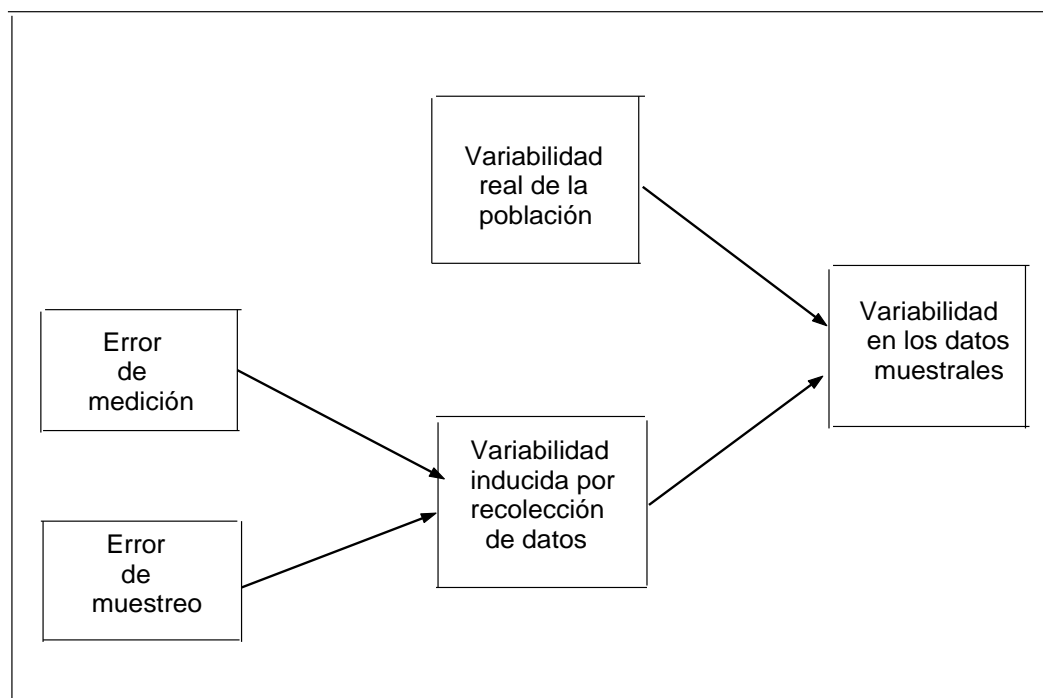 Variabilidad
real de la
población
Variabilidad
en los datos
muestrales
Error
de
medición
Variabilidad
inducida por
recolección
de datos
Error
de
muestreo